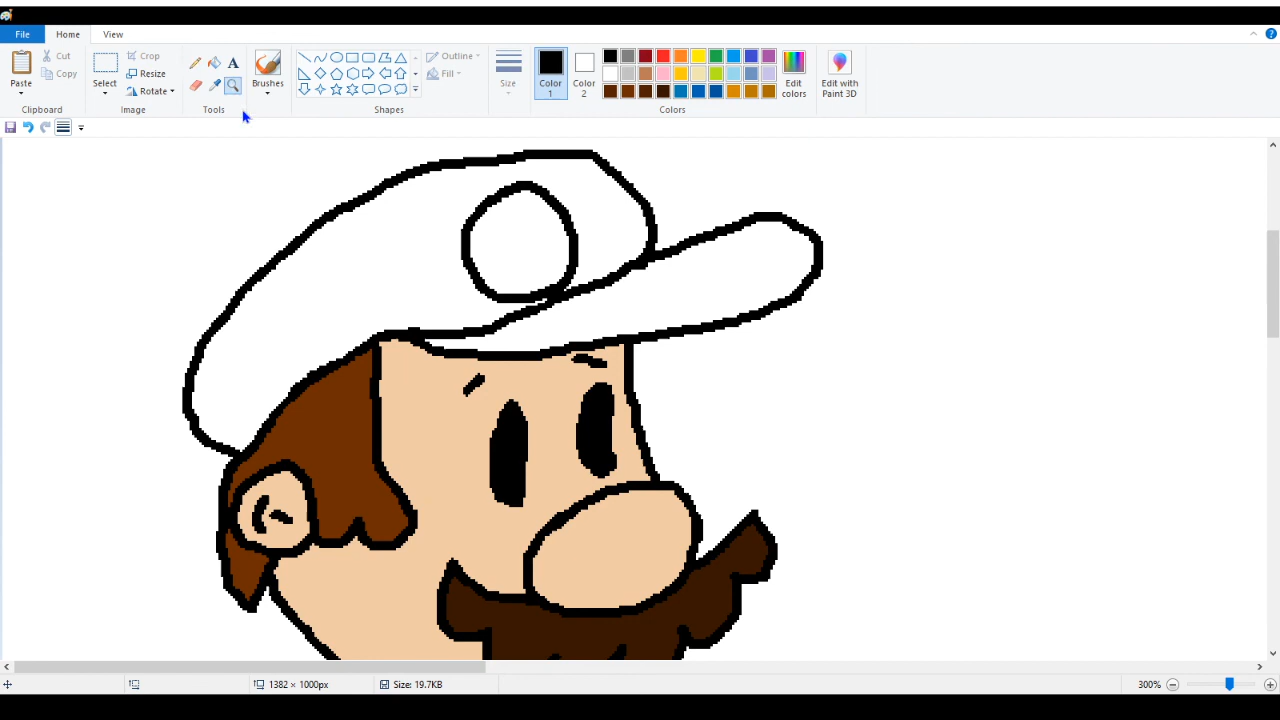 File Home View
Cut
Copy
Paste
Clipboard
Crop
Resize
Rotate
Select
Image
A
Tools
Brushes
Outline
Fill
Shapes
Size
Color 1
Color 2
Edit colors
Colors
Edit with Paint 3D
1382 × 1000px
Size: 19.7KB
300%